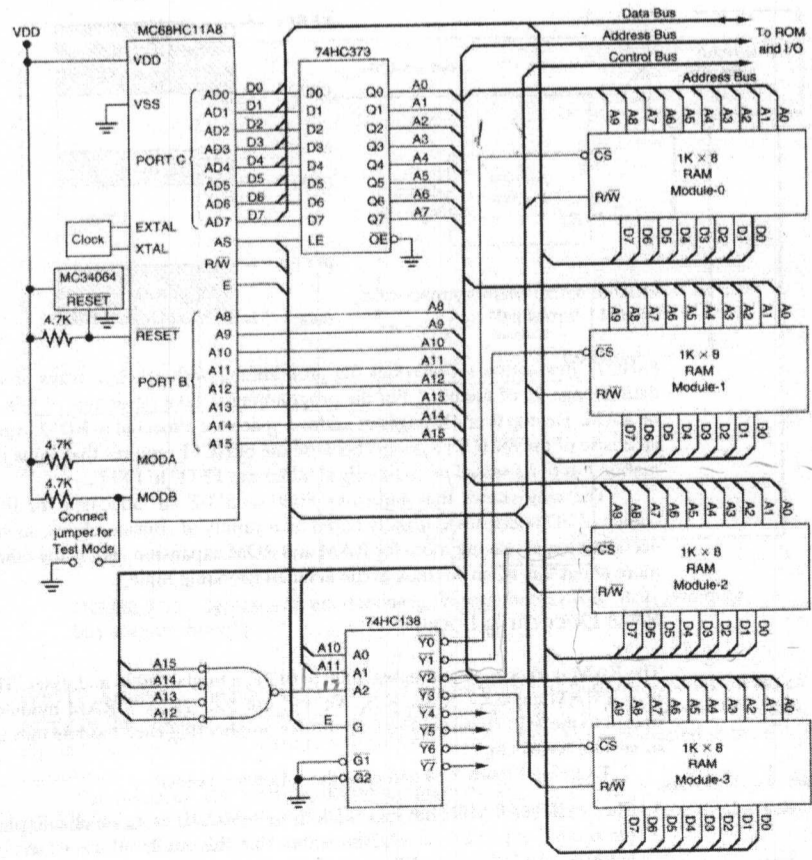 VDD
MC68HC11A8
74HC373
Data Bus
Address Bus
Control Bus
To ROM
and I/O
Address Bus
VDD
VSS
PORT C
AD0
AD1
AD2
AD3
AD4
AD5
AD6
AD7
D0
D1
D2
D3
D4
D5
D6
D7
D0
D1
D2
D3
D4
D5
D6
D7
LE
Q0
Q1
Q2
Q3
Q4
Q5
Q6
Q7
OE
A0
A1
A2
A3
A4
A5
A6
A7
Clock
EXTAL
XTAL
AS
R/W
E
MC34064
RESET
4.7K
RESET
PORT B
A8
A9
A10
A11
A12
A13
A14
A15
A8
A9
A10
A11
A12
A13
A14
A15
4.7K
4.7K
MODB
Connect
jumper for
Test Mode
A9 A8 A7 A6 A5 A4 A3 A2 A1 A0
CS
1K × 8
RAM
Module-0
R/W
D7 D6 D5 D4 D3 D2 D1 D0
A9 A8 A7 A6 A5 A4 A3 A2 A1 A0
CS
1K × 8
RAM
Module-1
R/W
D7 D6 D5 D4 D3 D2 D1 D0
A9 A8 A7 A6 A5 A4 A3 A2 A1 A0
CS
1K × 8
RAM
Module-2
R/W
D7 D6 D5 D4 D3 D2 D1 D0
A9 A8 A7 A6 A5 A4 A3 A2 A1 A0
CS
1K × 8
RAM
Module-3
R/W
D7 D6 D5 D4 D3 D2 D1 D0
A15
A14
A13
A12
74HC138
A10
A11
E
A0
A1
A2
G
G1
G2
Y0
Y1
Y2
Y3
Y4
Y5
Y6
Y7